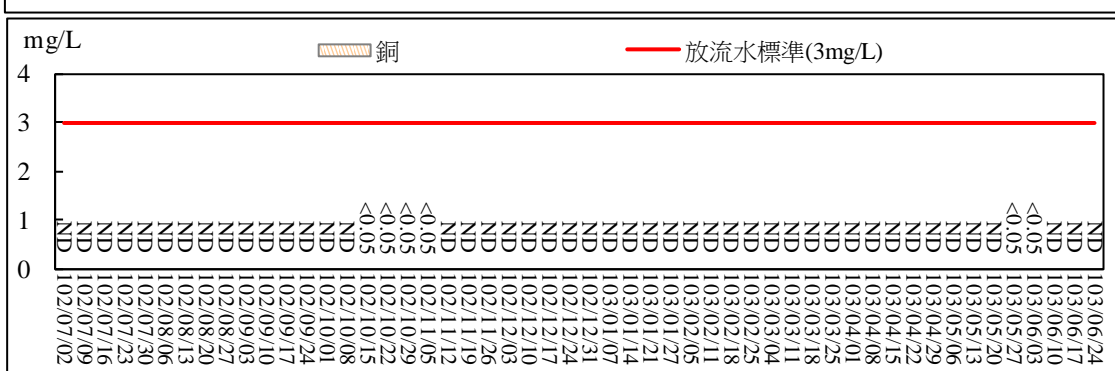 mg/L
銅
放流水標準(3mg/L)
4
3
2
1
0
ND ND ND ND ND ND ND ND ND ND ND ND ND ND ND <0.05 <0.05 <0.05 <0.05 ND ND ND ND ND ND ND ND ND ND ND ND ND ND ND ND ND ND ND ND ND ND ND ND ND ND ND ND <0.05 <0.05 ND ND ND
102/07/02 102/07/09 102/07/16 102/07/23 102/07/30 102/08/06 102/08/13 102/08/20 102/08/27 102/09/03 102/09/10 102/09/17 102/09/24 102/10/01 102/10/08 102/10/15 102/10/22 102/10/29 102/11/05 102/11/12 102/11/19 102/11/26 102/12/03 102/12/10 102/12/17 102/12/24 102/12/31 103/01/07 103/01/14 103/01/21 103/01/27 103/02/05 103/02/11 103/02/18 103/02/25 103/03/04 103/03/11 103/03/18 103/03/25 103/04/01 103/04/08 103/04/15 103/04/22 103/04/29 103/05/06 103/05/13 103/05/20 103/05/27 103/06/03 103/06/10 103/06/17 103/06/24